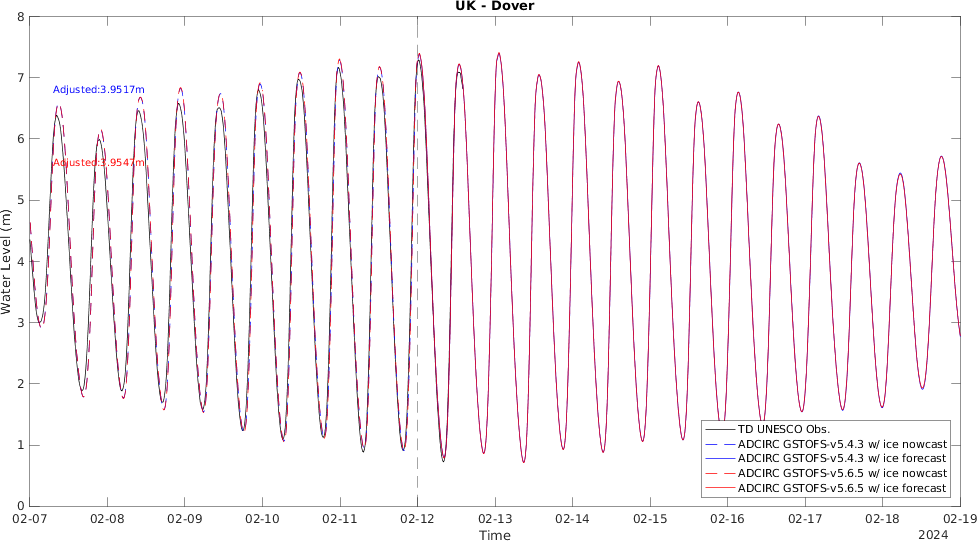 UK - Dover
8
7
6
5
4
3
2
1
0
Water Level (m)
Adjusted:3.9517m
Adjusted:3.9547m
TD UNESCO Obs.
ADCIRC GSTOFS-v5.4.3 w/ ice nowcast
ADCIRC GSTOFS-v5.4.3 w/ ice forecast
ADCIRC GSTOFS-v5.6.5 w/ ice nowcast
ADCIRC GSTOFS-v5.6.5 w/ ice forecast
02-07 02-08 02-09 02-10 02-11 02-12 02-13 02-14 02-15 02-16 02-17 02-18 02-19
Time
2024